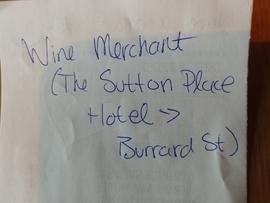 Wine Merchant
(The Sutton Place
Hotel →
Burrard St)